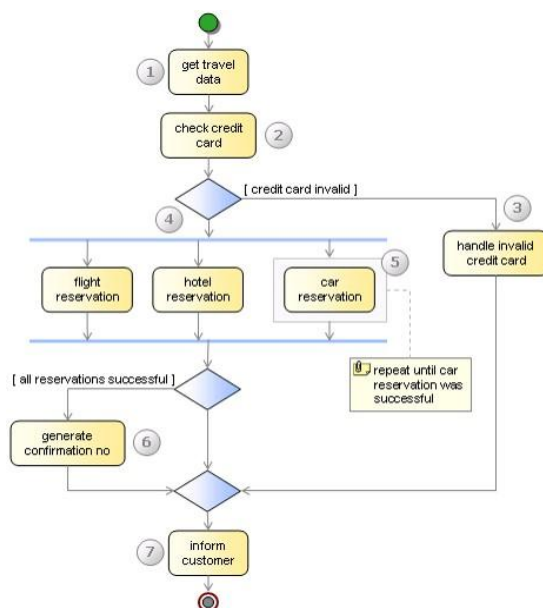 1
get travel
data
check credit
card
2
[ credit card invalid ]
3
4
handle invalid
credit card
5
flight
reservation
hotel
reservation
car
reservation
repeat until car
reservation was
successful
[ all reservations successful ]
generate
confirmation no
6
7
inform
customer